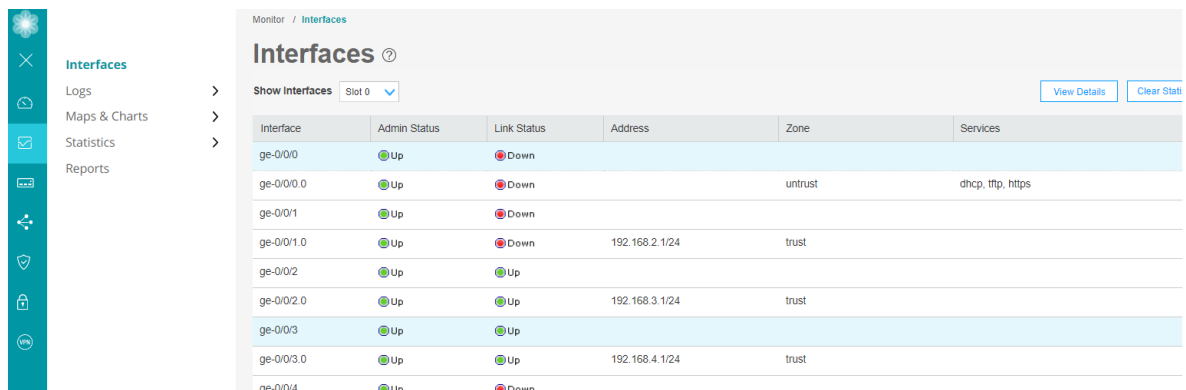 Monitor / Interfaces
Interfaces ?
Interfaces
Logs
Maps & Charts
Statistics
Reports
Show Interfaces Slot 0 View Details Clear Stati
Interface Admin Status Link Status Address Zone Services
ge-0/0/0 Up Down
ge-0/0/0.0 Up Down untrust dhcp, tftp, https
ge-0/0/1 Up Down
ge-0/0/1.0 Up Down 192.168.2.1/24 trust
ge-0/0/2 Up Up
ge-0/0/2.0 Up Up 192.168.3.1/24 trust
ge-0/0/3 Up Up
ge-0/0/3.0 Up Up 192.168.4.1/24 trust
ge-0/0/4 Up Down
VPN